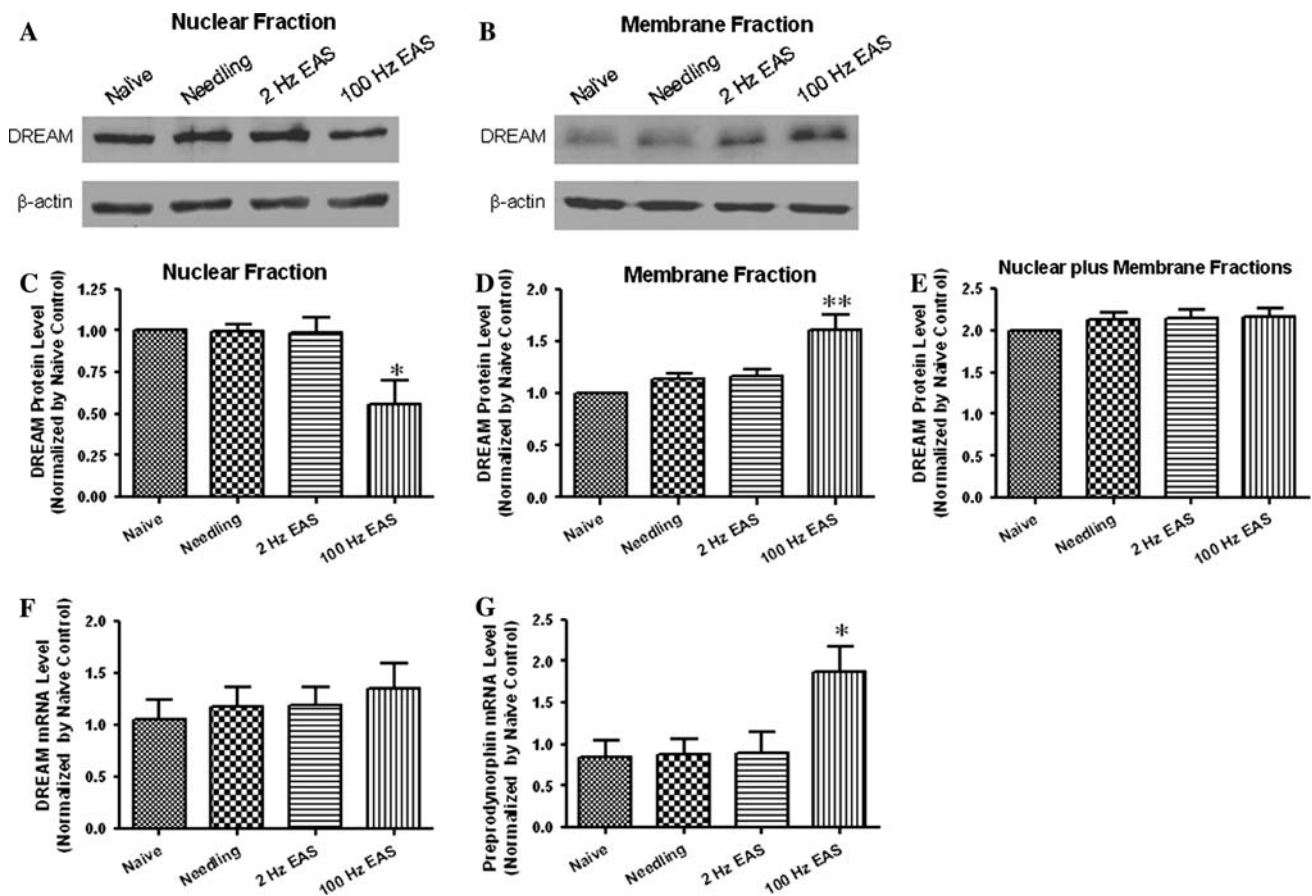 A
Nuclear Fraction
Naïve
Needling
2 Hz EAS
100 Hz EAS
DREAM
β-actin
B
Membrane Fraction
Naïve
Needling
2 Hz EAS
100 Hz EAS
DREAM
β-actin
C
Nuclear Fraction
DREAM Protein Level
(Normalized by Naive Control)
1.25
1.00
0.75
0.50
0.25
0.00
*
Naive
Needling
2 Hz EAS
100 Hz EAS
D
Membrane Fraction
DREAM Protein Level
(Normalized by Naive Control)
2.0
1.5
1.0
0.5
0.0
**
Naive
Needling
2 Hz EAS
100 Hz EAS
E
Nuclear plus Membrane Fractions
DREAM Protein Level
(Normalized by Naive Control)
2.5
2.0
1.5
1.0
0.5
0.0
Naive
Needling
2 Hz EAS
100 Hz EAS
F
DREAM mRNA Level
(Normalized by Naive Control)
2.0
1.5
1.0
0.5
0.0
Naive
Needling
2 Hz EAS
100 Hz EAS
G
Preprodynorphin mRNA Level
(Normalized by Naive Control)
2.5
2.0
1.5
1.0
0.5
0.0
*
Naive
Needling
2 Hz EAS
100 Hz EAS